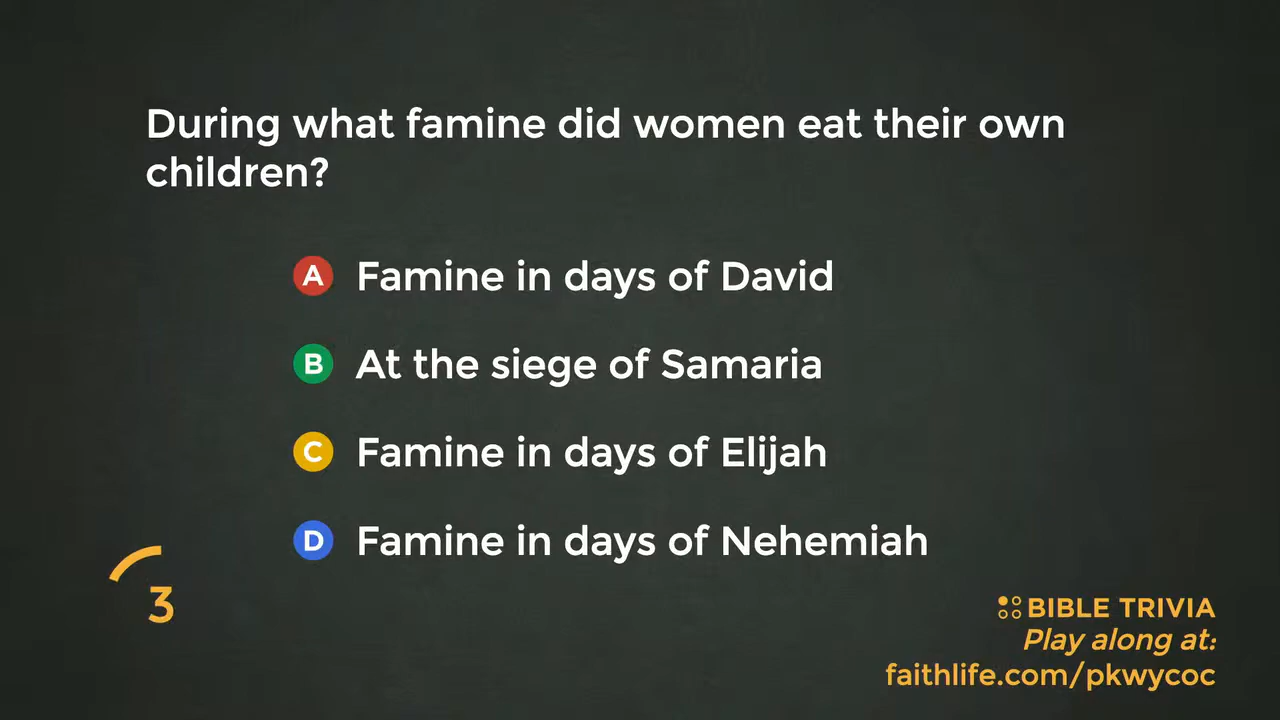 During what famine did women eat their own
children?
A Famine in days of David
B At the siege of Samaria
C Famine in days of Elijah
D Famine in days of Nehemiah
3
BIBLE TRIVIA
Play along at:
faithlife.com/pkwycoc